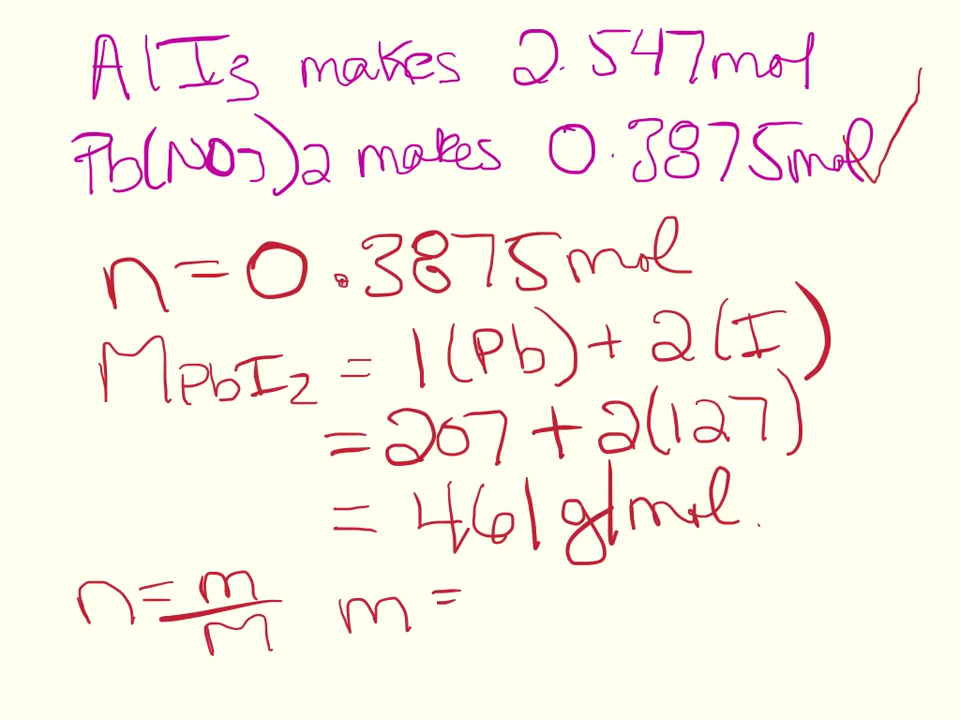 AlI3 makes 2.547mol
Pb(NO3)2 makes 0.3875mol ✓
n=0.3875mol
MPbI2 = 1(Pb)+2(I)
=207+2(127)
=461g/mol.
n=m/M m=